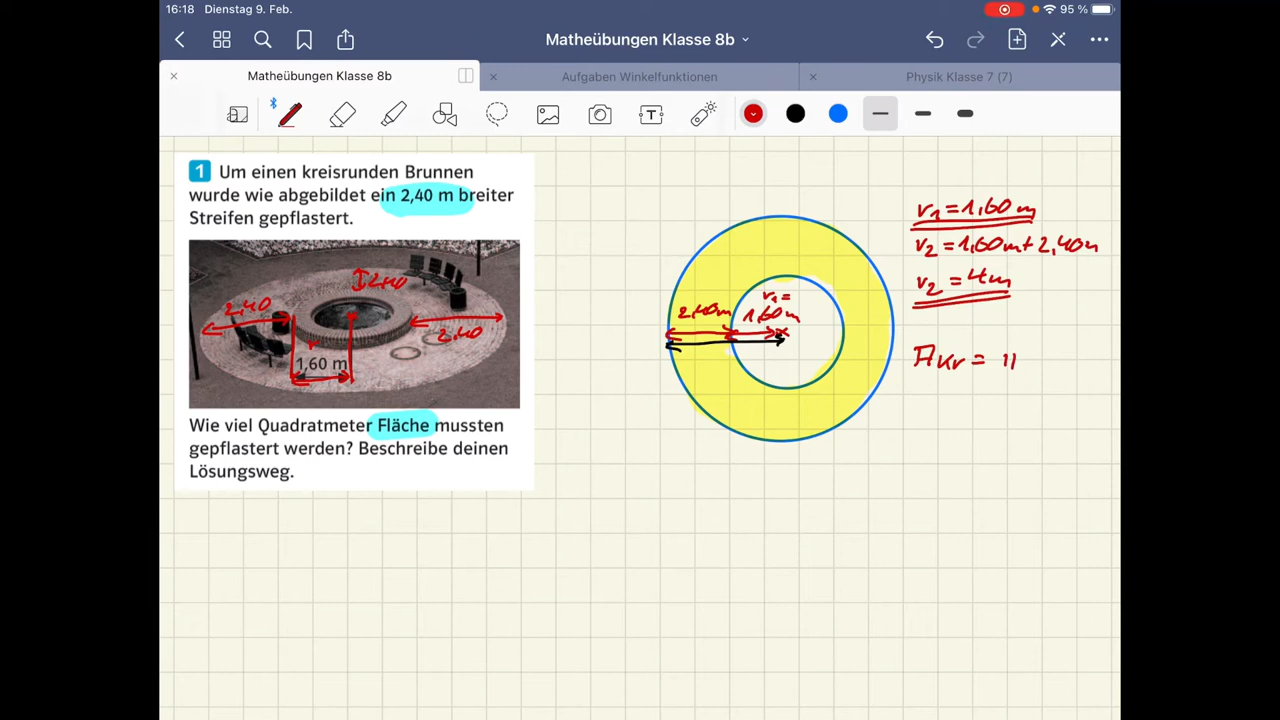 16:18 Dienstag 9. Feb.
95 %
Matheübungen Klasse 8b
Matheübungen Klasse 8b
Aufgaben Winkelfunktionen
Physik Klasse 7 (7)
T
1 Um einen kreisrunden Brunnen
wurde wie abgebildet ein 2,40 m breiter
Streifen gepflastert.
2,40
2,40
2,40
r
1,60 m
Wie viel Quadratmeter Fläche mussten
gepflastert werden? Beschreibe deinen
Lösungsweg.
2,40m
r₁ =
1,60m
r₁ = 1,60m
r₂ = 1,60m + 2,40m
r₂ = 4m
AKr =